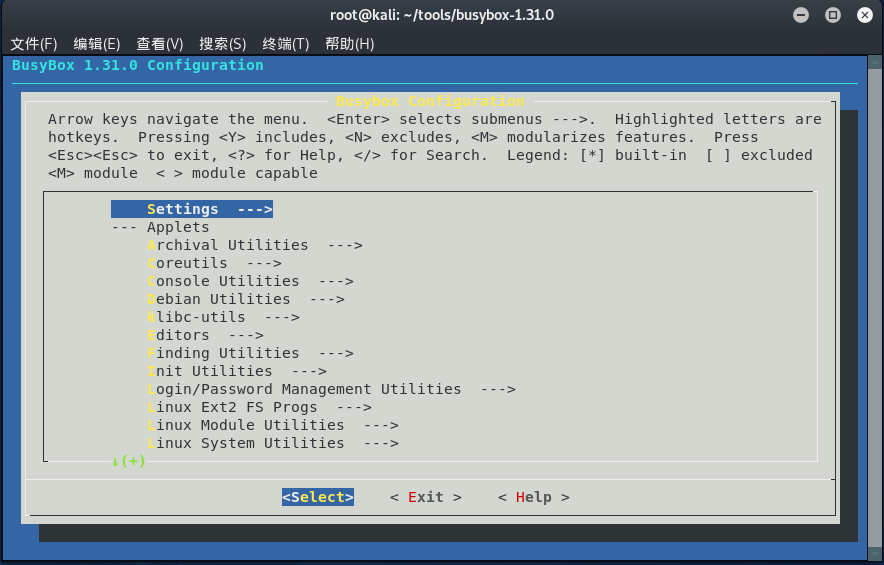 root@kali: ~/tools/busybox-1.31.0
文件(F) 编辑(E) 查看(V) 搜索(S) 终端(T) 帮助(H)
BusyBox 1.31.0 Configuration
Busybox Configuration
Arrow keys navigate the menu.  <Enter> selects submenus --->.  Highlighted letters are
hotkeys.  Pressing <Y> includes, <N> excludes, <M> modularizes features.  Press
<Esc><Esc> to exit, <?> for Help, </> for Search.  Legend: [*] built-in  [ ] excluded
<M> module  < > module capable
Settings  --->
--- Applets
Archival Utilities  --->
Coreutils  --->
Console Utilities  --->
Debian Utilities  --->
klibc-utils  --->
Editors  --->
Finding Utilities  --->
Init Utilities  --->
Login/Password Management Utilities  --->
Linux Ext2 FS Progs  --->
Linux Module Utilities  --->
Linux System Utilities  --->
↓(+)
<Select>    < Exit >    < Help >